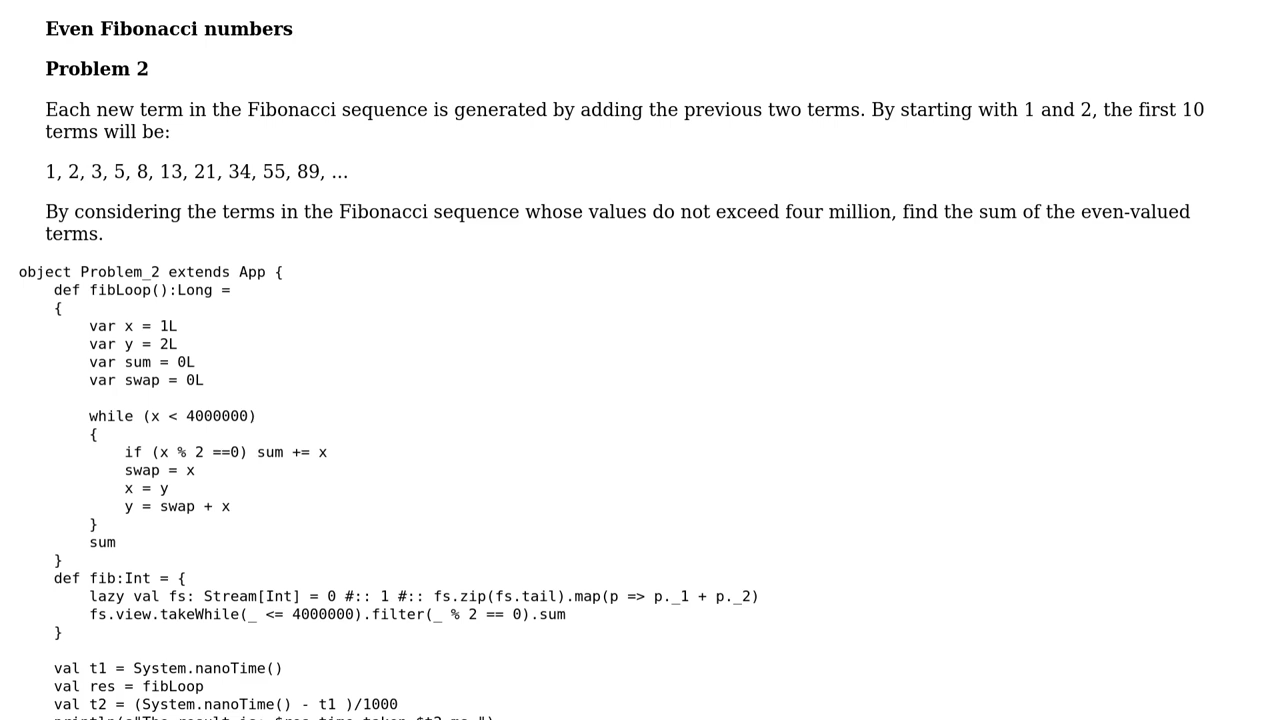 Even Fibonacci numbers
Problem 2
Each new term in the Fibonacci sequence is generated by adding the previous two terms. By starting with 1 and 2, the first 10
terms will be:
1, 2, 3, 5, 8, 13, 21, 34, 55, 89, ...
By considering the terms in the Fibonacci sequence whose values do not exceed four million, find the sum of the even-valued
terms.
object Problem_2 extends App {
    def fibLoop():Long =
    {
        var x = 1L
        var y = 2L
        var sum = 0L
        var swap = 0L

        while (x < 4000000)
        {
            if (x % 2 ==0) sum += x
            swap = x
            x = y
            y = swap + x
        }
        sum
    }
    def fib:Int = {
        lazy val fs: Stream[Int] = 0 #:: 1 #:: fs.zip(fs.tail).map(p => p._1 + p._2)
        fs.view.takeWhile(_ <= 4000000).filter(_ % 2 == 0).sum
    }

    val t1 = System.nanoTime()
    val res = fibLoop
    val t2 = (System.nanoTime() - t1 )/1000